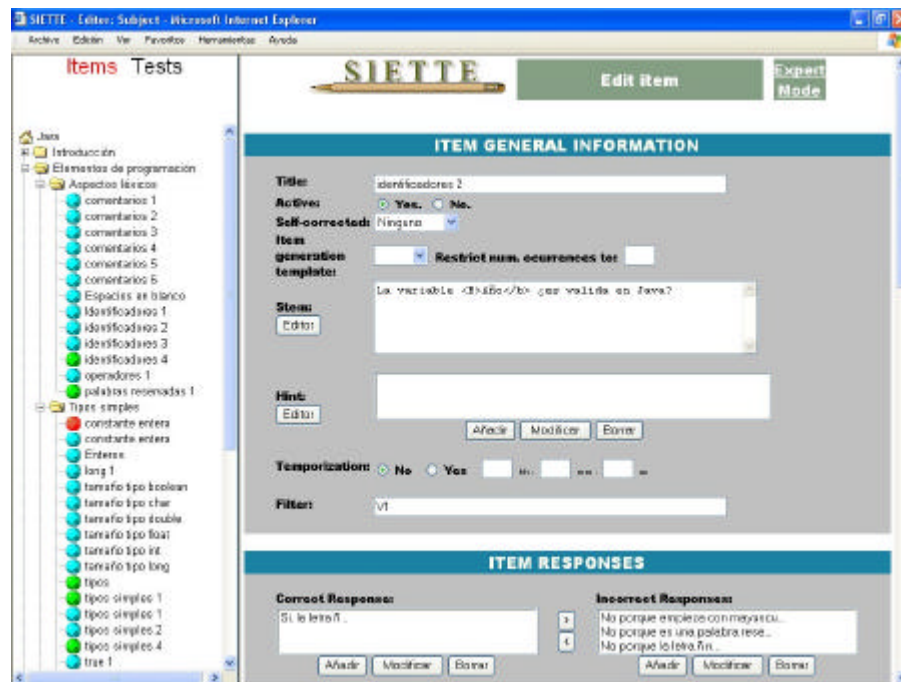 SIETTE - Editor: Subject - Microsoft Internet Explorer
Archivo Edición Ver Favoritos Herramientas Ayuda
Items Tests
SIETTE
Edit item
Expert
Mode
Java
Introducción
Elementos de programación
Aspectos léxicos
comentarios 1
comentarios 2
comentarios 3
comentarios 4
comentarios 5
comentarios 6
Espacios en blanco
Identificadores 1
identificadores 2
identificadores 3
identificadores 4
operadores 1
palabras reservadas 1
Tipos simples
constante entera
constante entera
Enteros
long 1
tamaño tipo boolean
tamaño tipo char
tamaño tipo double
tamaño tipo float
tamaño tipo int
tamaño tipo long
tipos
tipos simples 1
tipos simples 1
tipos simples 2
tipos simples 4
true 1
ITEM GENERAL INFORMATION
Title: identificadores 2
Active: Yes. No.
Self-corrected: Ninguna
Item
generation
template:
Restrict num. ocurrences to:
Stem:
La variable <B>Año</b> ¿es valida en Java?
Editor
Hint:
Editor
Añadir Modificar Borrar
Temporization: No Yes
Filter: v1
ITEM RESPONSES
Correct Response: Incorrect Responses:
Si, la letra ñ...
No porque empieza con mayúscu...
No porque es una palabra rese...
No porque la letra ñ n...
Añadir Modificar Borrar
Añadir Modificar Borrar